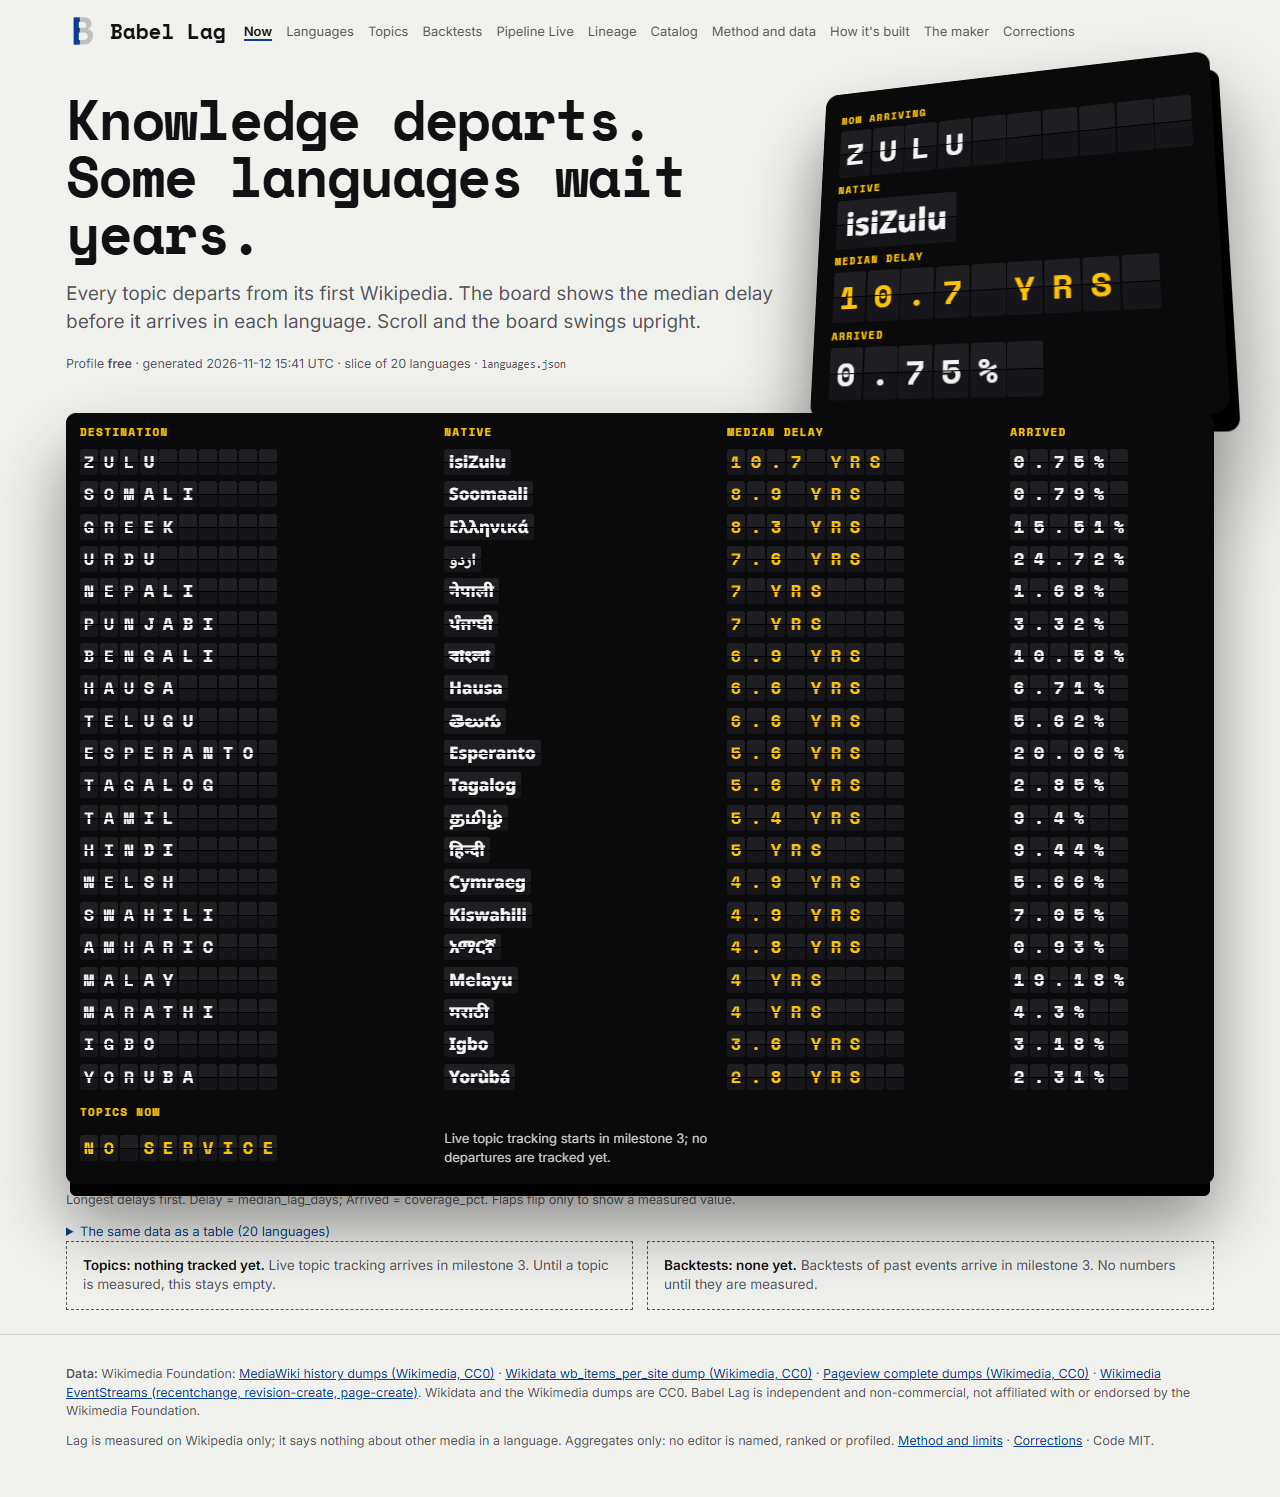 Babel Lag
Now Languages Topics Backtests Pipeline Live Lineage Catalog Method and data How it's built The maker Corrections
Knowledge departs.
Some languages wait
years.
Every topic departs from its first Wikipedia. The board shows the median delay
before it arrives in each language. Scroll and the board swings upright.
Profile free · generated 2026-11-12 15:41 UTC · slice of 20 languages · languages.json
NOW ARRIVING
ZULU
NATIVE
isiZulu
MEDIAN DELAY
10.7 YRS
ARRIVED
0.75%
DESTINATION NATIVE MEDIAN DELAY ARRIVED
ZULU isiZulu 10.7 YRS 0.75%
SOMALI Soomaali 8.9 YRS 0.79%
GREEK Ελληνικά 8.3 YRS 15.51%
URDU اردو 7.6 YRS 24.72%
NEPALI नेपाली 7 YRS 1.68%
PUNJABI ਪੰਜਾਬੀ 7 YRS 3.32%
BENGALI বাংলা 6.9 YRS 10.58%
HAUSA Hausa 6.6 YRS 6.71%
TELUGU తెలుగు 6.6 YRS 5.62%
ESPERANTO Esperanto 5.6 YRS 20.06%
TAGALOG Tagalog 5.6 YRS 2.85%
TAMIL தமிழ் 5.4 YRS 9.4%
HINDI हिन्दी 5 YRS 9.44%
WELSH Cymraeg 4.9 YRS 5.66%
SWAHILI Kiswahili 4.9 YRS 7.05%
AMHARIC አማርኛ 4.8 YRS 0.93%
MALAY Melayu 4 YRS 19.18%
MARATHI मराठी 4 YRS 4.3%
IGBO Igbo 3.6 YRS 3.18%
YORUBA Yorùbá 2.8 YRS 2.31%
TOPICS NOW
NO SERVICE Live topic tracking starts in milestone 3; no
departures are tracked yet.
Longest delays first. Delay = median_lag_days; Arrived = coverage_pct. Flaps flip only to show a measured value.
▶ The same data as a table (20 languages)
Topics: nothing tracked yet. Live topic tracking arrives in milestone 3. Until a topic
is measured, this stays empty.
Backtests: none yet. Backtests of past events arrive in milestone 3. No numbers
until they are measured.
Data: Wikimedia Foundation: MediaWiki history dumps (Wikimedia, CC0) · Wikidata wb_items_per_site dump (Wikimedia, CC0) · Pageview complete dumps (Wikimedia, CC0) · Wikimedia
EventStreams (recentchange, revision-create, page-create). Wikidata and the Wikimedia dumps are CC0. Babel Lag is independent and non-commercial, not affiliated with or endorsed by the
Wikimedia Foundation.
Lag is measured on Wikipedia only; it says nothing about other media in a language. Aggregates only: no editor is named, ranked or profiled. Method and limits · Corrections · Code MIT.